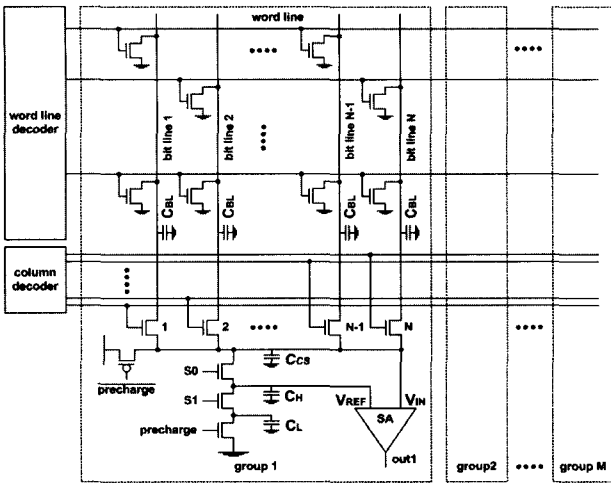 word line
word line
decoder
bit line 1
bit line 2
bit line N-1
bit line N
CBL
CBL
CBL
CBL
column
decoder
1
2
N-1
N
precharge
S0
S1
precharge
CCS
CH
CL
VREF
VIN
SA
out1
group 1
group2
group M